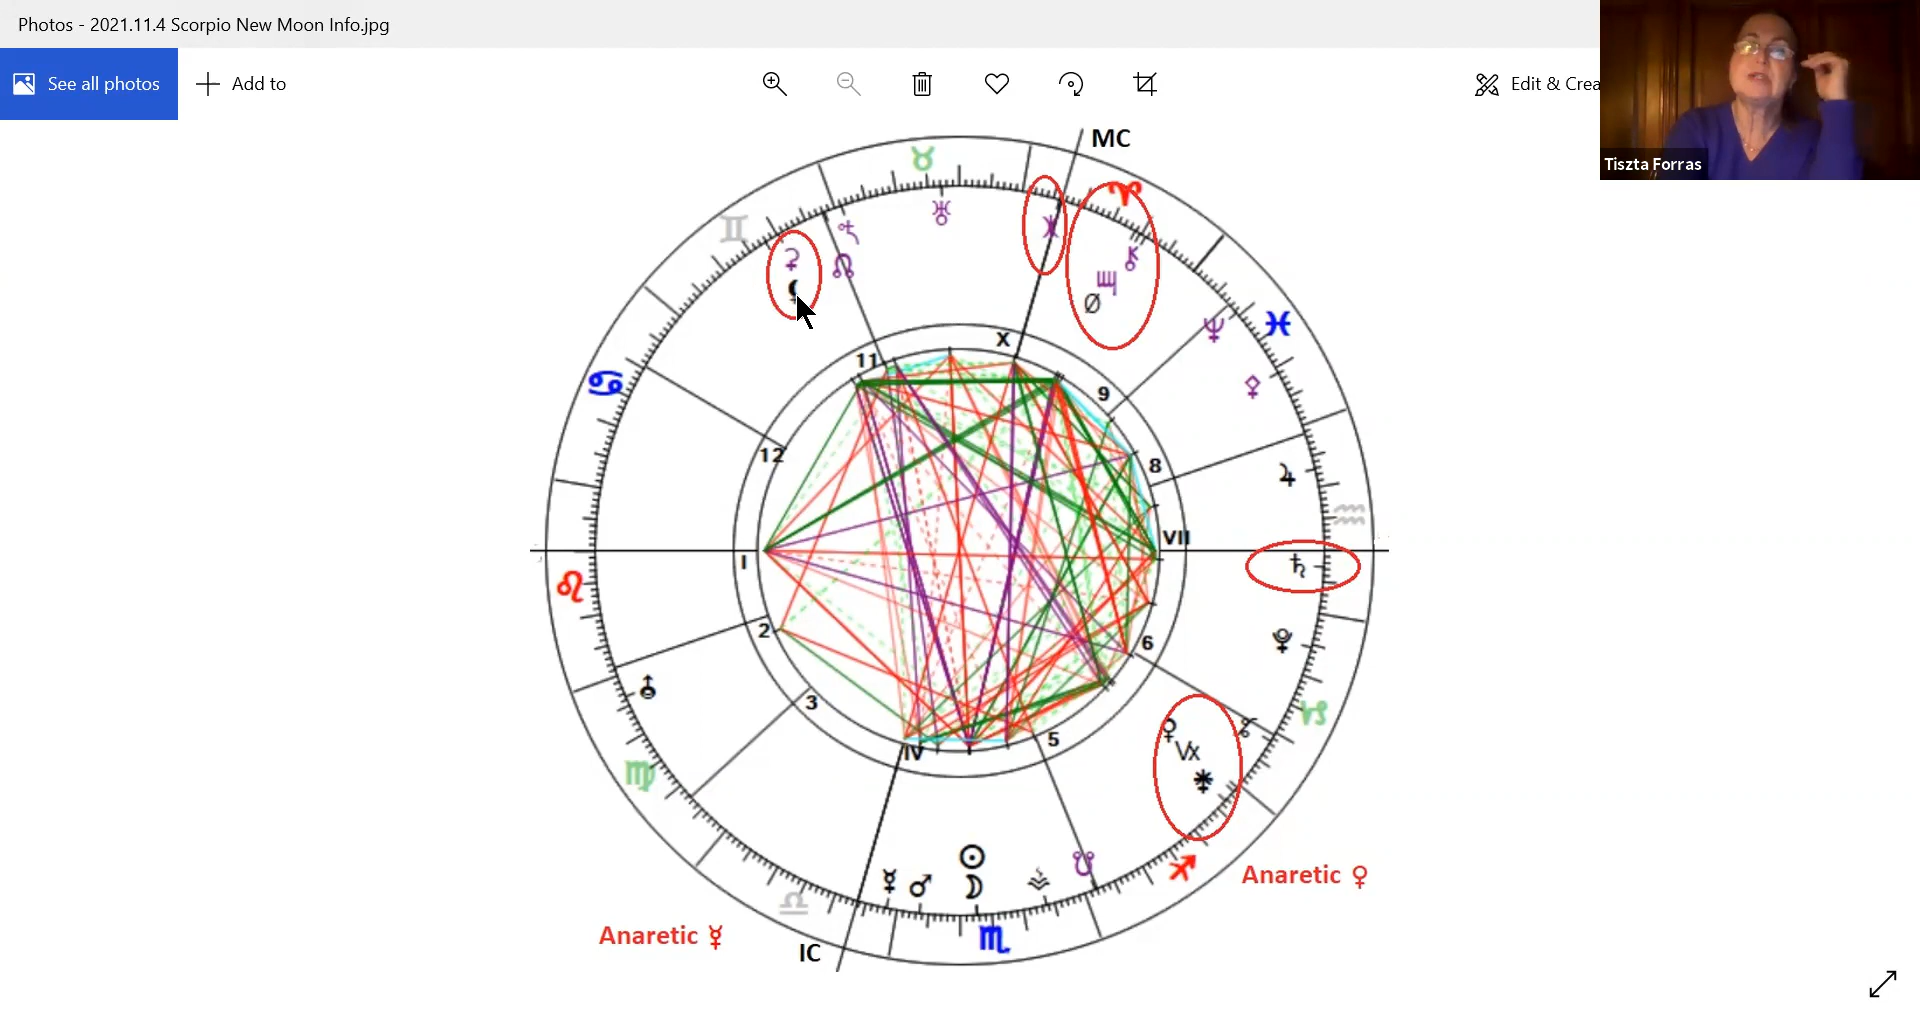 Photos - 2021.11.4 Scorpio New Moon Info.jpg
See all photos
Add to
Edit & Crea
Tiszta Forras
MC
X
11
9
12
8
VII
I
2
6
3
Vx
5
IV
Anaretic ♀
Anaretic ☿
IC